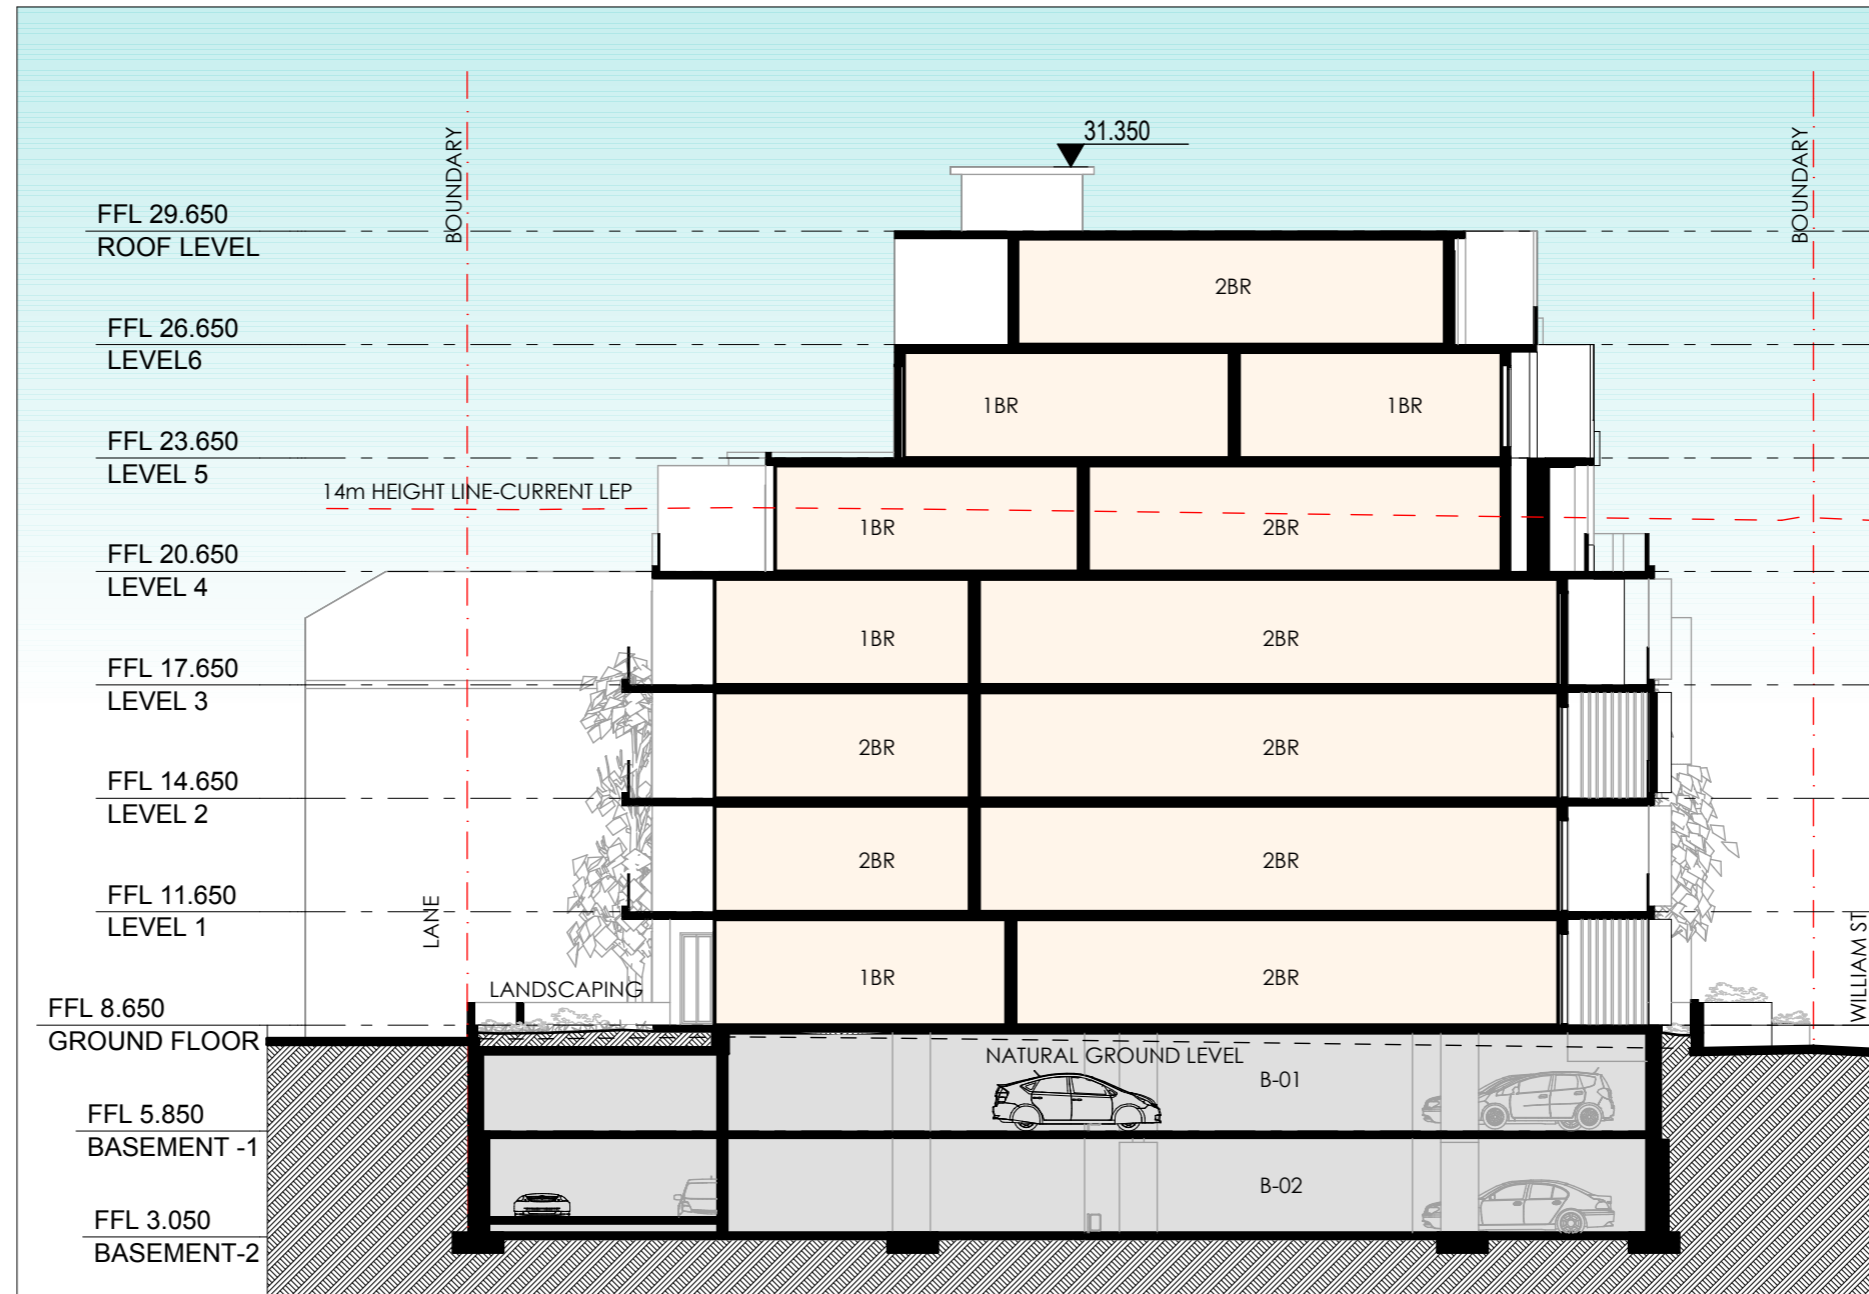 31.350
BOUNDARY
BOUNDARY
FFL 29.650
ROOF LEVEL
2BR
FFL 26.650
LEVEL6
1BR
1BR
FFL 23.650
LEVEL 5
14m HEIGHT LINE-CURRENT LEP
1BR
2BR
FFL 20.650
LEVEL 4
1BR
2BR
FFL 17.650
LEVEL 3
2BR
2BR
FFL 14.650
LEVEL 2
2BR
2BR
FFL 11.650
LEVEL 1
LANE
WILLIAM ST
1BR
2BR
LANDSCAPING
FFL 8.650
GROUND FLOOR
NATURAL GROUND LEVEL
B-01
FFL 5.850
BASEMENT -1
B-02
FFL 3.050
BASEMENT-2